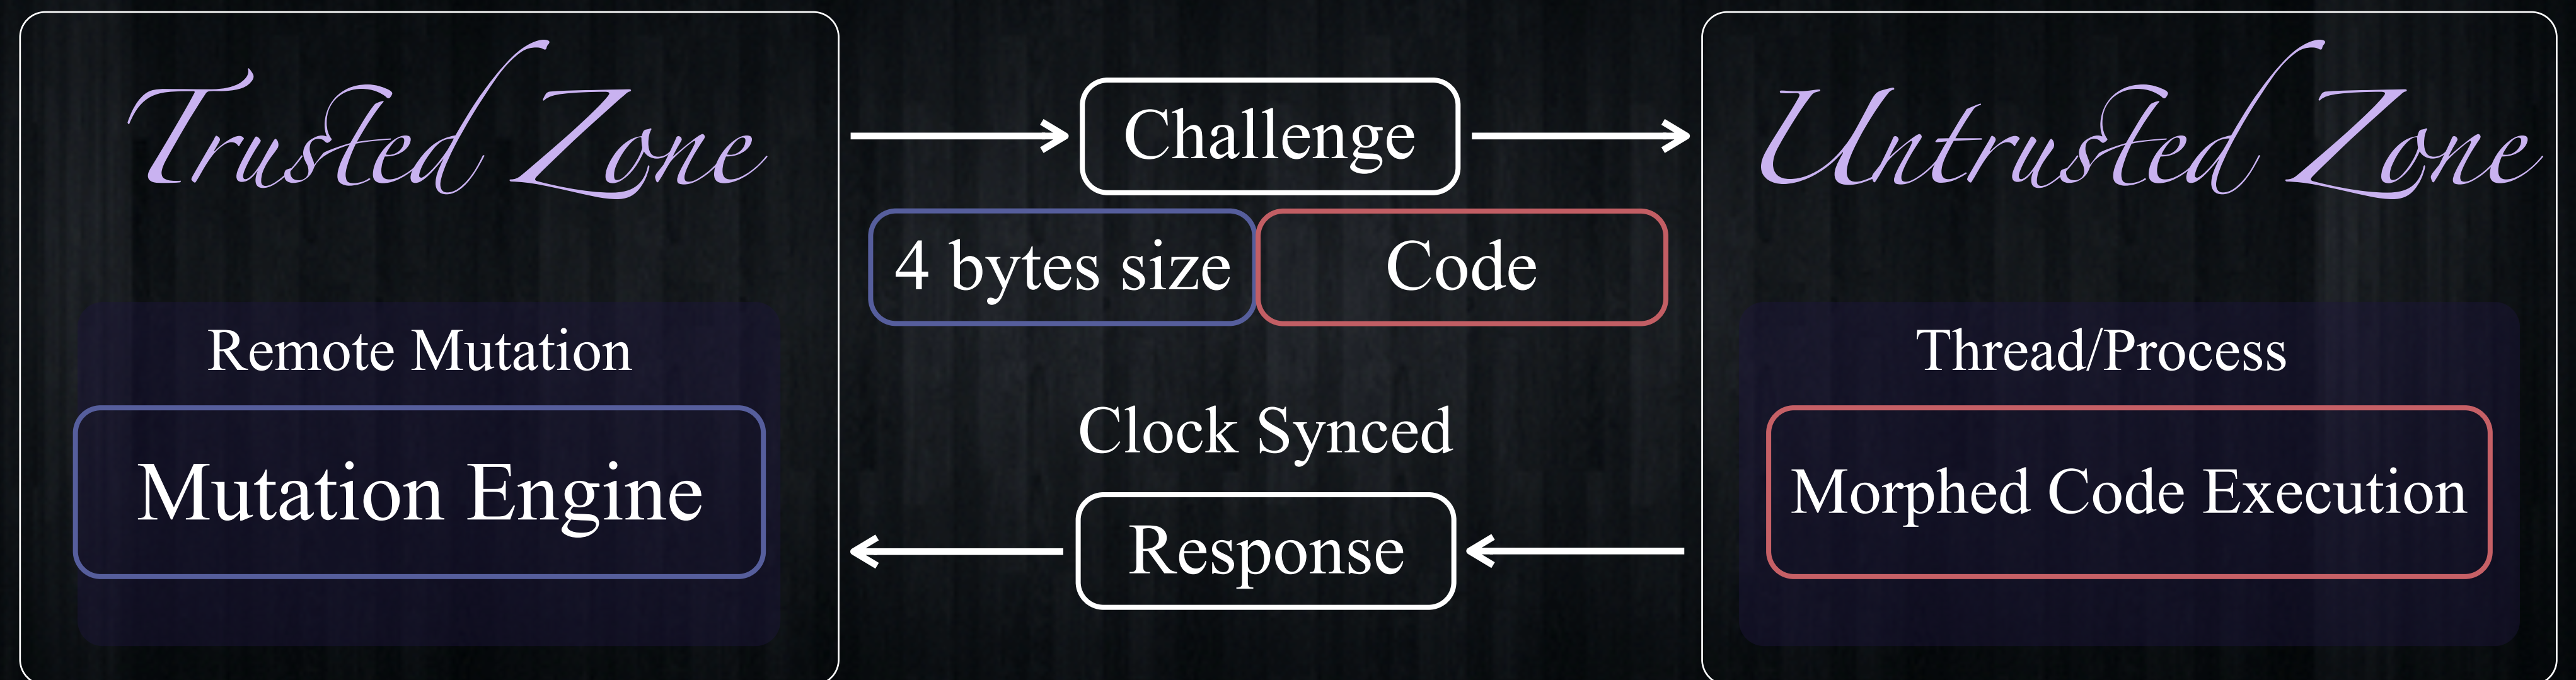 Trusted Zone
Remote Mutation
Mutation Engine
Challenge
4 bytes size
Code
Clock Synced
Response
Untrusted Zone
Thread/Process
Morphed Code Execution